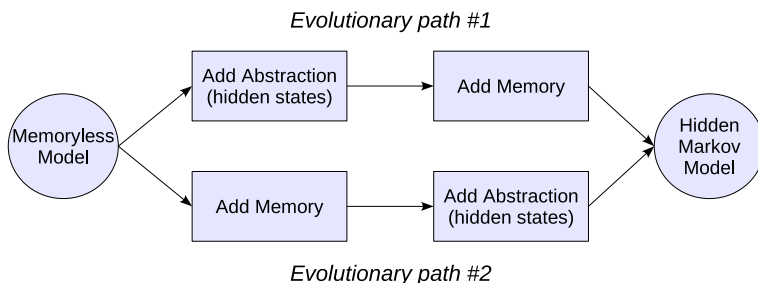 Evolutionary path #1
Memoryless
Model
Add Abstraction
(hidden states)
Add Memory
Add Memory
Add Abstraction
(hidden states)
Hidden
Markov
Model
Evolutionary path #2